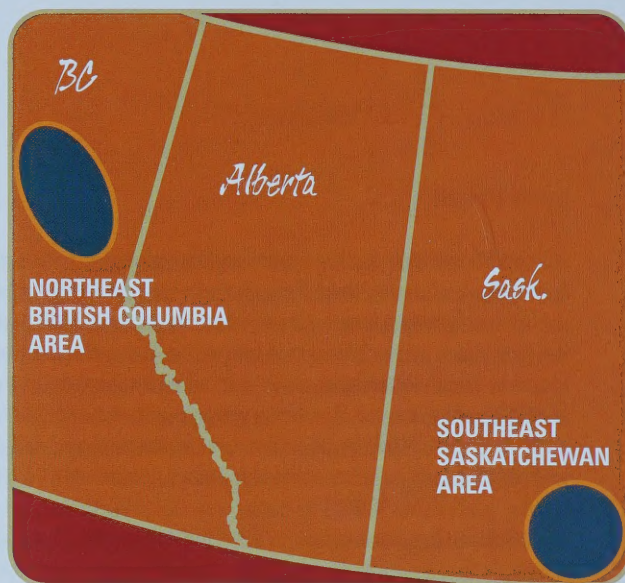 BC
Alberta
Sask.
NORTHEAST
BRITISH COLUMBIA
AREA
SOUTHEAST
SASKATCHEWAN
AREA